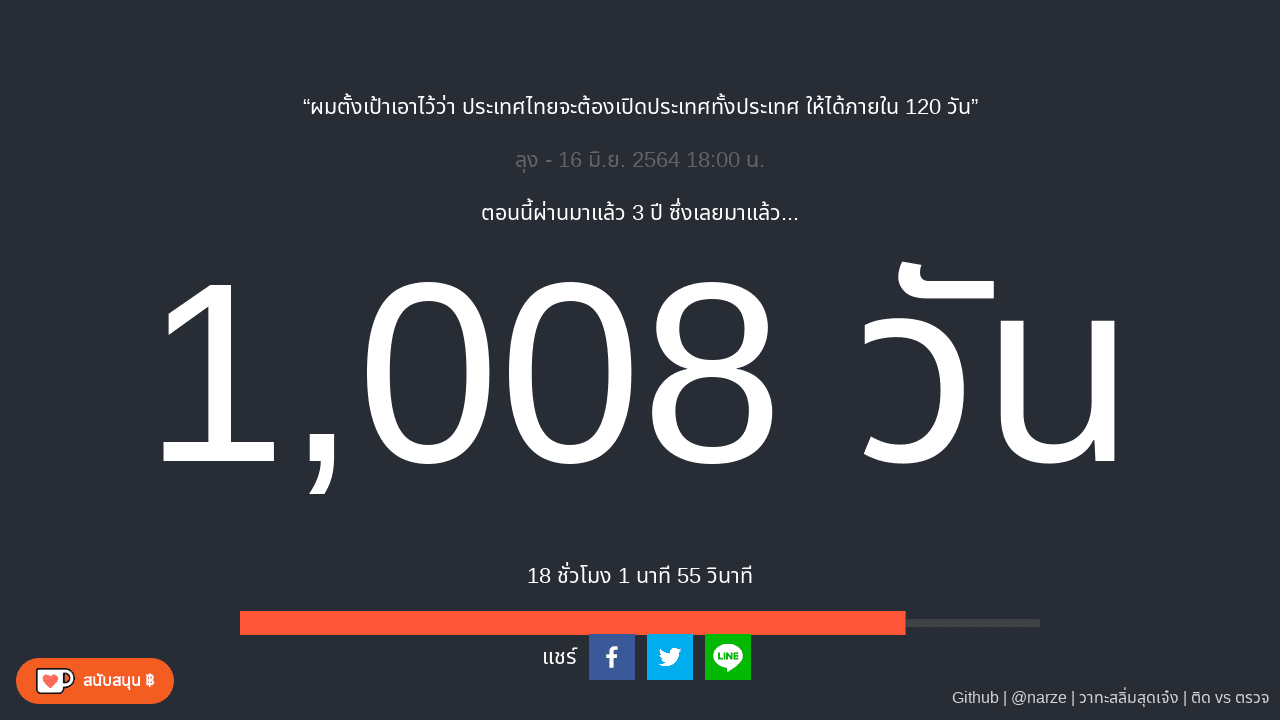 “ผมตั้งเป้าเอาไว้ว่า ประเทศไทยจะต้องเปิดประเทศทั้งประเทศ ให้ได้ภายใน 120 วัน”
ลุง - 16 มิ.ย. 2564 18:00 น.
ตอนนี้ผ่านมาแล้ว 3 ปี ซึ่งเลยมาแล้ว...
1,008 วัน
18 ชั่วโมง 1 นาที 55 วินาที
แชร์
LINE
สนับสนุน ฿
Github | @narze | วาทะสลิ่มสุดเจ๋ง | ติด vs ตรวจ